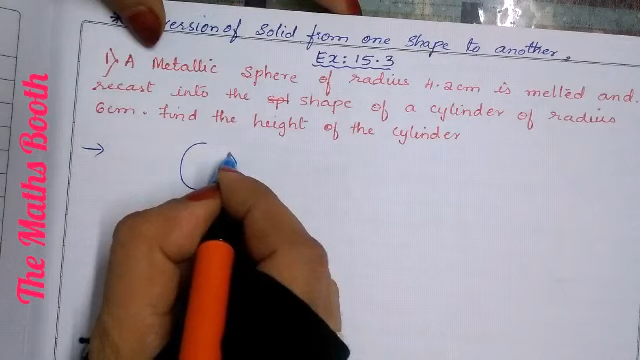 ession of Solid from one shape to another.
Ex: 15.3
1) A Metallic Sphere of radius 4.2cm is melted and
recast into the shape of a cylinder of radius
6cm. find the height of the cylinder
→
The Maths Booth